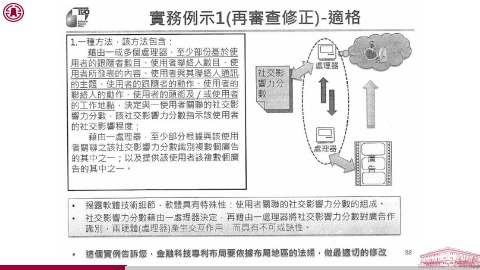 實務例示1(再審查修正)-適格
1.一種方法,該方法包含:
藉由一或多個處理器,至少部份基於使
用者的跟隨者數目、使用者聯絡人數目、使
用者所發表的內容、使用者與其聯絡人通訊
的主題、使用者的跟隨者的動作、使用者的
聯絡人的動作、使用者的頭銜及/或使用者
的工作地點,決定與一使用者關聯的社交影
響力分數,該社交影響力分數指示該使用者
的社交影響程度;
藉由一處理器,至少部分根據與該使用
者關聯之該社交影響力分數識別複數個廣告
的其中之一;以及提供該使用者該複數個廣
告的其中之一。
社交影
響力分
數
處理器
處理器
廣
告
• 揭露軟體技術細節,軟體具有特殊性:使用者關聯的社交影響力分數的組成。
• 社交影響力分數藉由一處理器決定,再藉由一處理器將社交影響力分數對廣告作
識別,兩硬體(處理器)產生交互作用,而具有不可或缺性。
• 這個實例告訴您,金融科技專利布局要依據布局地區的法規,做最適切的修改
88